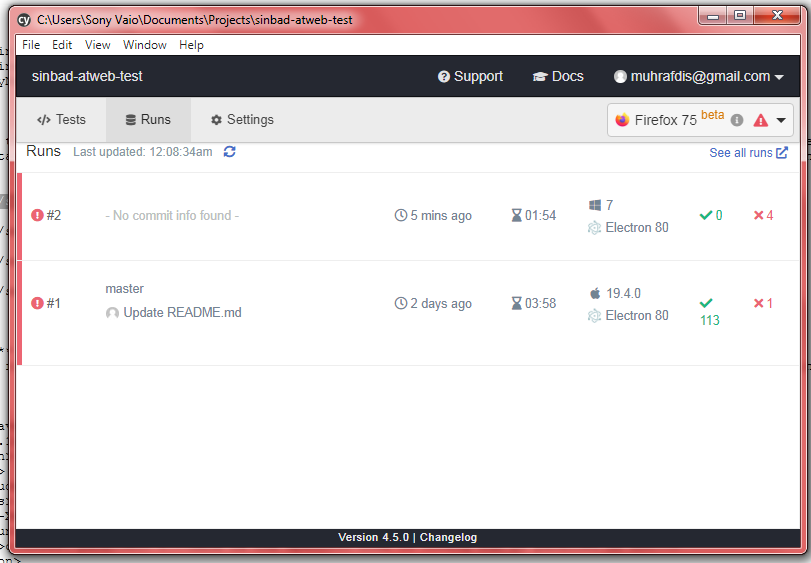 cy C:\Users\Sony Vaio\Documents\Projects\sinbad-atweb-test
File Edit View Window Help
sinbad-atweb-test Support Docs muhrafdis@gmail.com
</> Tests Runs Settings Firefox 75 beta
Runs Last updated: 12:08:34am See all runs
#2 - No commit info found - 5 mins ago 01:54 7 0 4
Electron 80
master
#1 Update README.md 2 days ago 03:58 19.4.0 113 1
Electron 80
Version 4.5.0 | Changelog